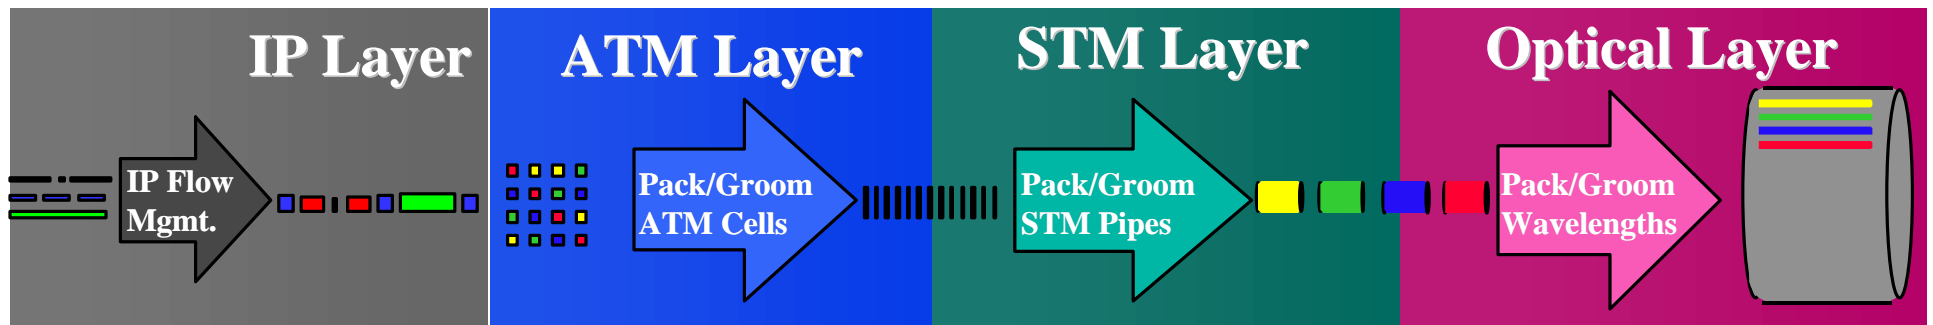 IP Layer
IP Flow
Mgmt.
ATM Layer
Pack/Groom
ATM Cells
STM Layer
Pack/Groom
STM Pipes
Optical Layer
Pack/Groom
Wavelengths